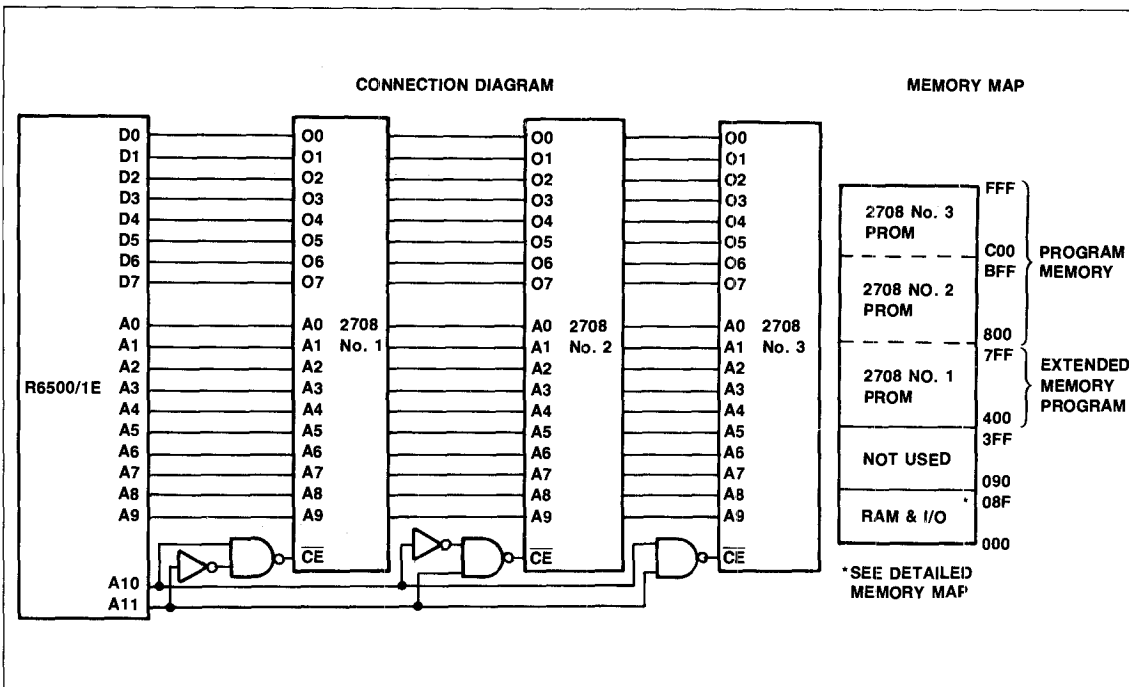 CONNECTION DIAGRAM
MEMORY MAP
R6500/1E
D0
D1
D2
D3
D4
D5
D6
D7
A0
A1
A2
A3
A4
A5
A6
A7
A8
A9
A10
A11
O0
O1
O2
O3
O4
O5
O6
O7
A0 2708
A1 No. 1
A2
A3
A4
A5
A6
A7
A8
A9
CE
O0
O1
O2
O3
O4
O5
O6
O7
A0 2708
A1 No. 2
A2
A3
A4
A5
A6
A7
A8
A9
CE
O0
O1
O2
O3
O4
O5
O6
O7
A0 2708
A1 No. 3
A2
A3
A4
A5
A6
A7
A8
A9
CE
2708 No. 3
PROM
2708 NO. 2
PROM
2708 NO. 1
PROM
NOT USED
RAM & I/O *
FFF
C00
BFF
800
7FF
400
3FF
090
08F
000
PROGRAM
MEMORY
EXTENDED
MEMORY
PROGRAM
*SEE DETAILED
MEMORY MAP